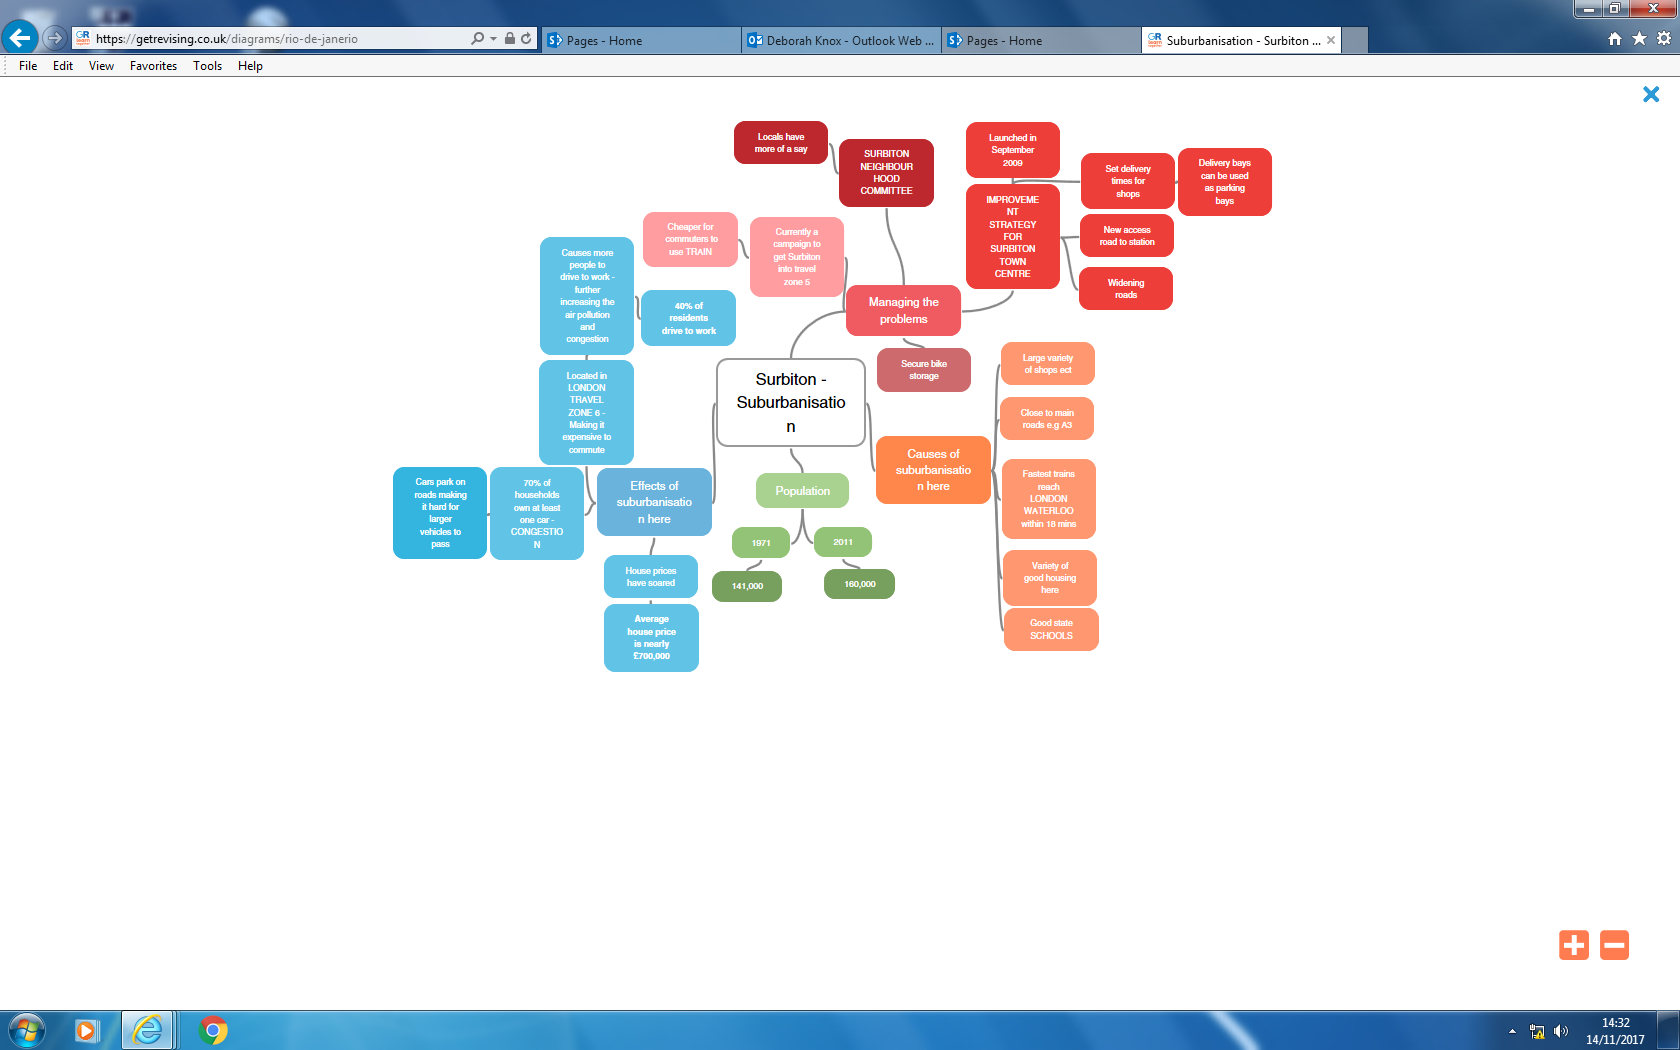 https://getrevising.co.uk/diagrams/rio-de-janerio
Pages - Home
Deborah Knox - Outlook Web ...
Pages - Home
Suburbanisation - Surbiton ...
File Edit View Favorites Tools Help
Locals have
more of a say
SURBITON
NEIGHBOUR
HOOD
COMMITTEE
Launched in
September
2009
Set delivery
times for
shops
Delivery bays
can be used
as parking
bays
IMPROVEME
NT
STRATEGY
FOR
SURBITON
TOWN
CENTRE
New access
road to station
Widening
roads
Cheaper for
commuters to
use TRAIN
Currently a
campaign to
get Surbiton
into travel
zone 5
Managing the
problems
Secure bike
storage
Causes more
people to
drive to work -
further
increasing the
air pollution
and
congestion
40% of
residents
drive to work
Located in
LONDON
TRAVEL
ZONE 6 -
Making it
expensive to
commute
Surbiton -
Suburbanisatio
n
Large variety
of shops ect
Close to main
roads e.g A3
Causes of
suburbanisatio
n here
Fastest trains
reach
LONDON
WATERLOO
within 18 mins
Variety of
good housing
here
Good state
SCHOOLS
Cars park on
roads making
it hard for
larger
vehicles to
pass
70% of
households
own at least
one car -
CONGESTIO
N
Effects of
suburbanisatio
n here
House prices
have soared
Average
house price
is nearly
£700,000
Population
1971
2011
141,000
160,000
14:32
14/11/2017